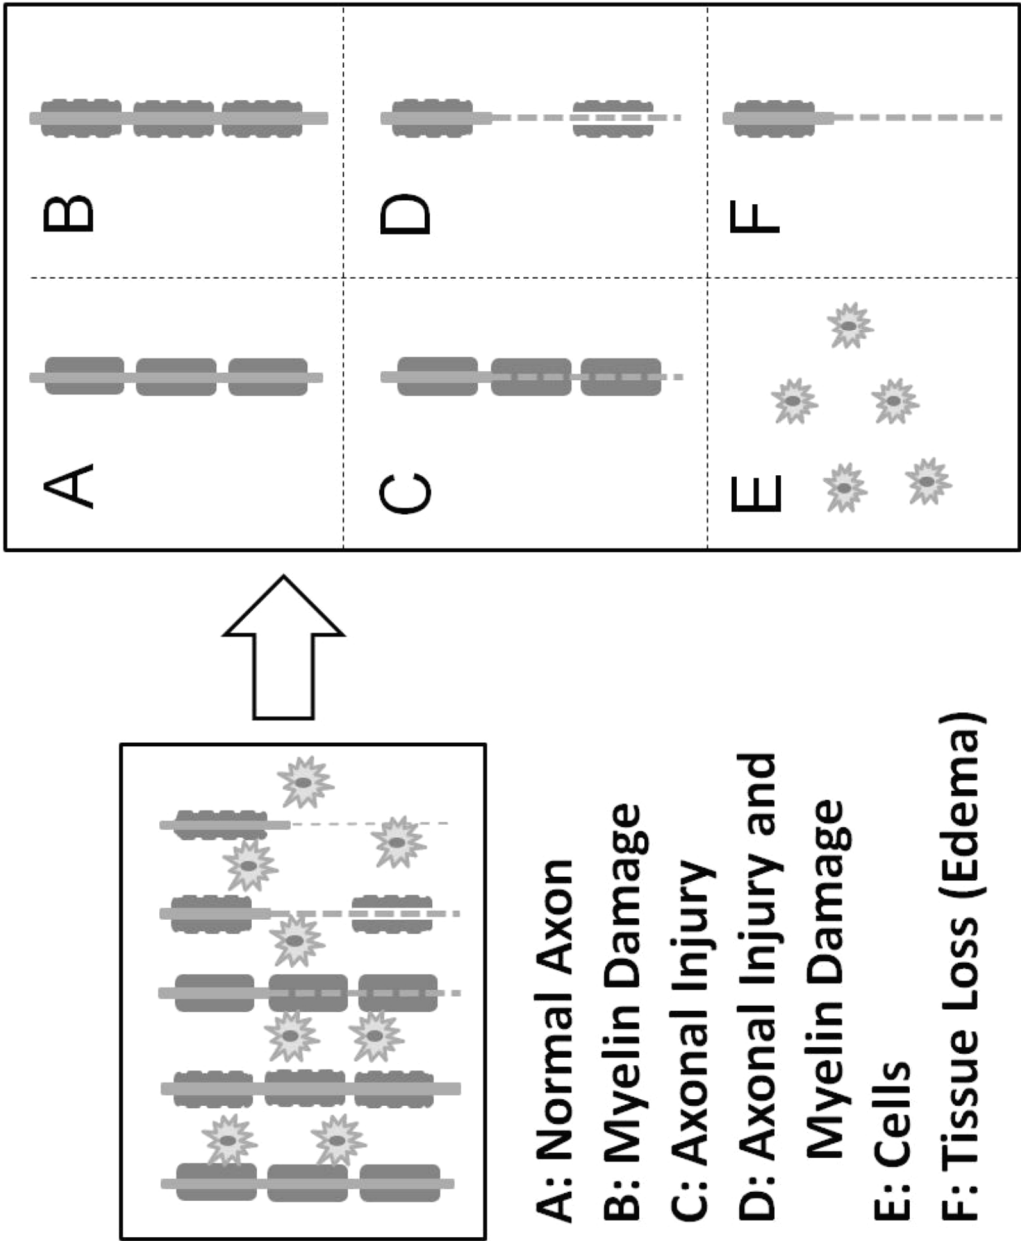 A: Normal Axon
B: Myelin Damage
C: Axonal Injury
D: Axonal Injury and
Myelin Damage
E: Cells
F: Tissue Loss (Edema)
A
B
C
D
E
F